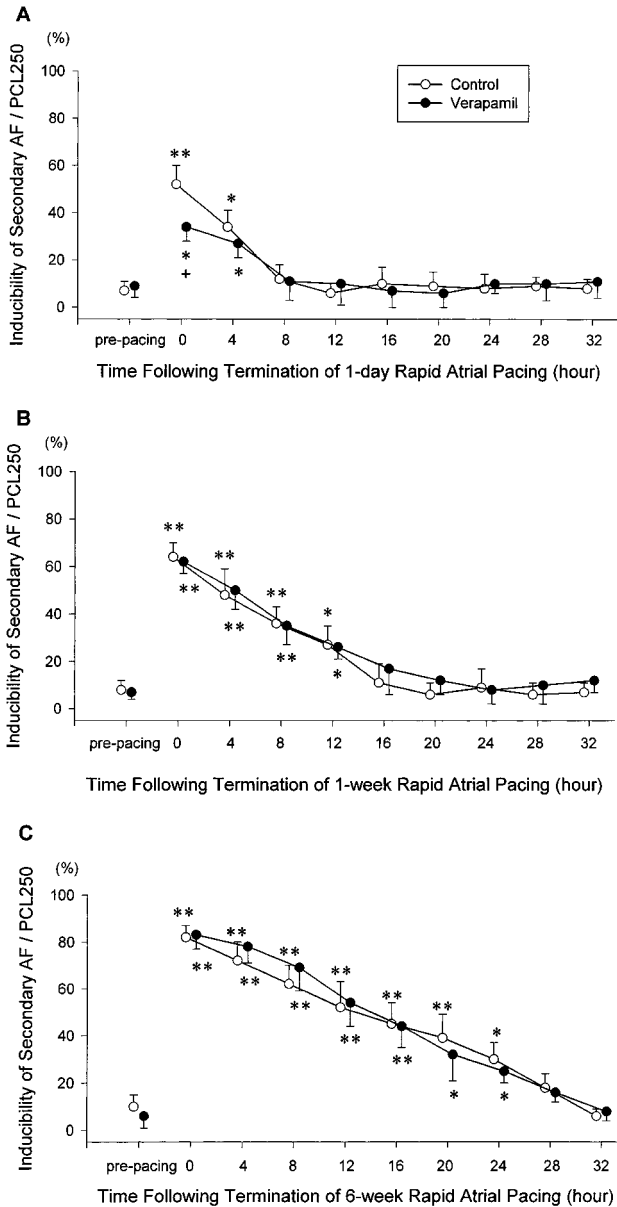 A
(%)
100
80
60
40
20
0
Inducibility of Secondary AF / PCL250
Control
Verapamil
**
*
*
+
*
pre-pacing 0 4 8 12 16 20 24 28 32
Time Following Termination of 1-day Rapid Atrial Pacing (hour)
B
(%)
100
80
60
40
20
0
Inducibility of Secondary AF / PCL250
** ** ** *
** ** ** *
pre-pacing 0 4 8 12 16 20 24 28 32
Time Following Termination of 1-week Rapid Atrial Pacing (hour)
C
(%)
100
80
60
40
20
0
Inducibility of Secondary AF / PCL250
** ** ** ** ** ** *
** ** ** ** ** * *
pre-pacing 0 4 8 12 16 20 24 28 32
Time Following Termination of 6-week Rapid Atrial Pacing (hour)